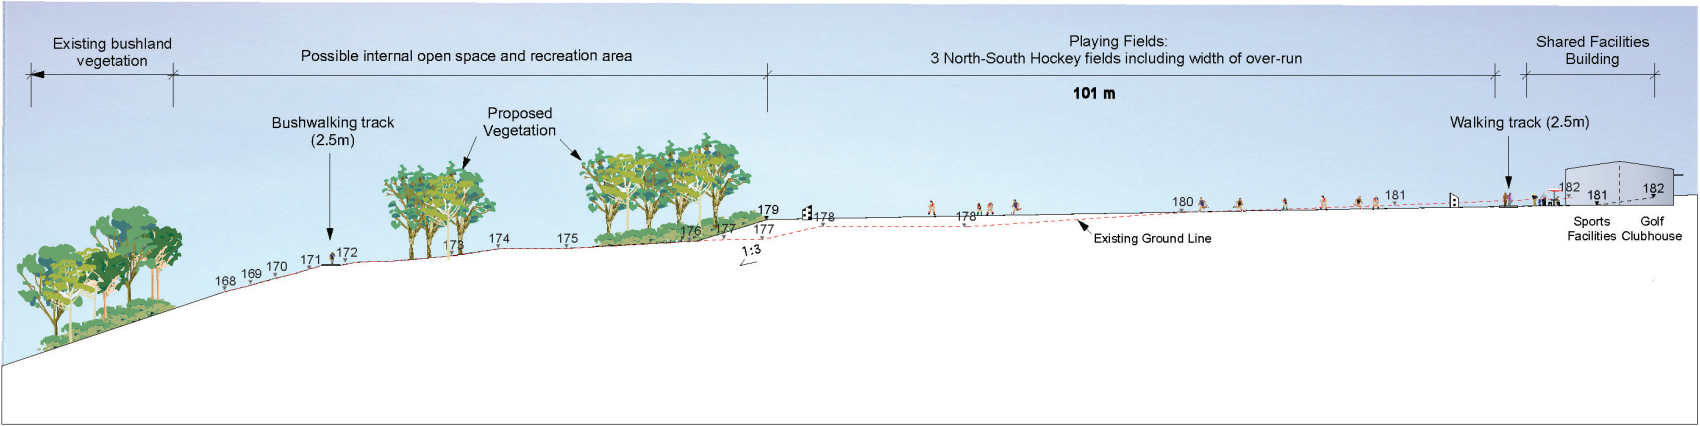 Existing bushland
vegetation
Possible internal open space and recreation area
Playing Fields:
3 North-South Hockey fields including width of over-run
101 m
Shared Facilities
Building
Bushwalking track
(2.5m)
Proposed
Vegetation
Walking track (2.5m)
168
169
170
171
172
173
174
175
176
177
177
179
178
178
180
181
182
181
182
1:3
Existing Ground Line
Sports
Facilities
Golf
Clubhouse